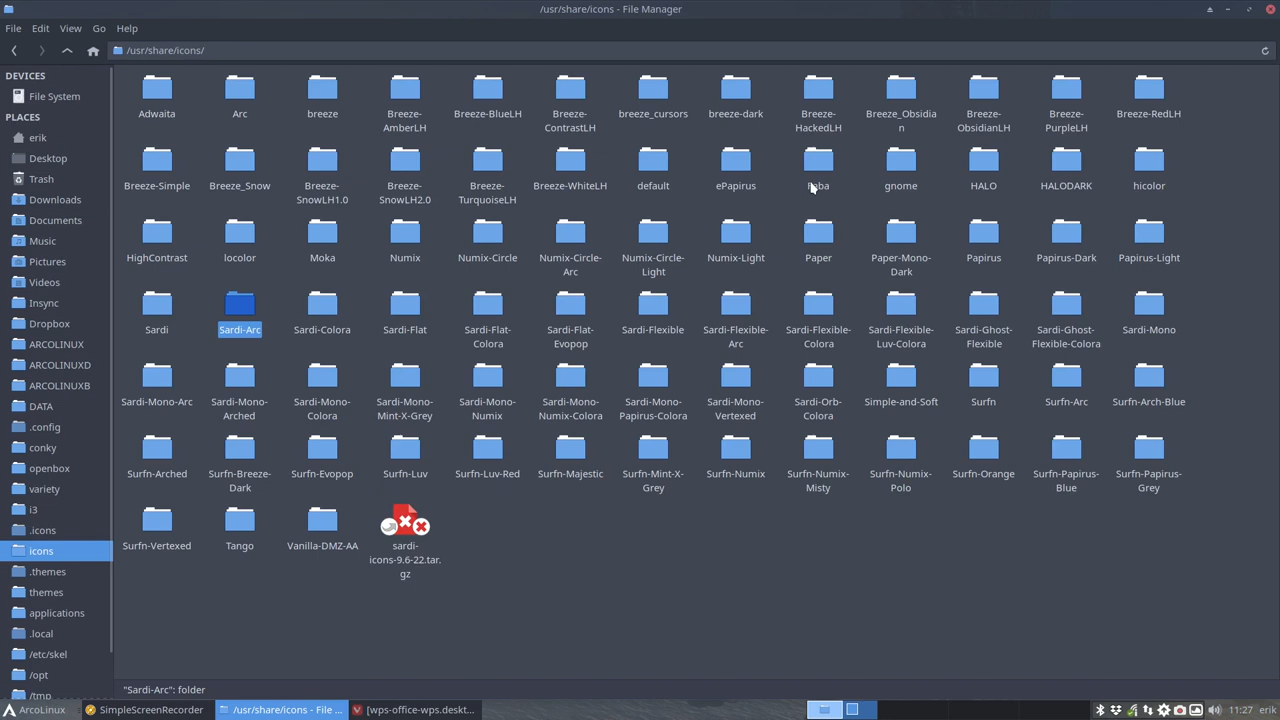 /usr/share/icons - File Manager
File Edit View Go Help
/usr/share/icons/
DEVICES
File System
PLACES
erik
Desktop
Trash
Downloads
Documents
Music
Pictures
Videos
Insync
Dropbox
ARCOLINUX
ARCOLINUXD
ARCOLINUXB
DATA
.config
conky
openbox
variety
i3
.icons
icons
.themes
themes
applications
.local
/etc/skel
/opt
/tmp
Adwaita
Arc
breeze
Breeze-
AmberLH
Breeze-BlueLH
Breeze-
ContrastLH
breeze_cursors
breeze-dark
Breeze-
HackedLH
Breeze_Obsidia
n
Breeze-
ObsidianLH
Breeze-
PurpleLH
Breeze-RedLH
Breeze-Simple
Breeze_Snow
Breeze-
SnowLH1.0
Breeze-
SnowLH2.0
Breeze-
TurquoiseLH
Breeze-WhiteLH
default
ePapirus
gnome
HALO
HALODARK
hicolor
HighContrast
locolor
Moka
Numix
Numix-Circle
Numix-Circle-
Arc
Numix-Circle-
Light
Numix-Light
Paper
Paper-Mono-
Dark
Papirus
Papirus-Dark
Papirus-Light
Sardi
Sardi-Arc
Sardi-Colora
Sardi-Flat
Sardi-Flat-
Colora
Sardi-Flat-
Evopop
Sardi-Flexible
Sardi-Flexible-
Arc
Sardi-Flexible-
Colora
Sardi-Flexible-
Luv-Colora
Sardi-Ghost-
Flexible
Sardi-Ghost-
Flexible-Colora
Sardi-Mono
Sardi-Mono-Arc
Sardi-Mono-
Arched
Sardi-Mono-
Colora
Sardi-Mono-
Mint-X-Grey
Sardi-Mono-
Numix
Sardi-Mono-
Numix-Colora
Sardi-Mono-
Papirus-Colora
Sardi-Mono-
Vertexed
Sardi-Orb-
Colora
Simple-and-Soft
Surfn
Surfn-Arc
Surfn-Arch-Blue
Surfn-Arched
Surfn-Breeze-
Dark
Surfn-Evopop
Surfn-Luv
Surfn-Luv-Red
Surfn-Majestic
Surfn-Mint-X-
Grey
Surfn-Numix
Surfn-Numix-
Misty
Surfn-Numix-
Polo
Surfn-Orange
Surfn-Papirus-
Blue
Surfn-Papirus-
Grey
Surfn-Vertexed
Tango
Vanilla-DMZ-AA
sardi-
icons-9.6-22.tar.
gz
"Sardi-Arc": folder
ArcoLinux
SimpleScreenRecorder
/usr/share/icons - File ...
[wps-office-wps.deskt...
11:27 erik